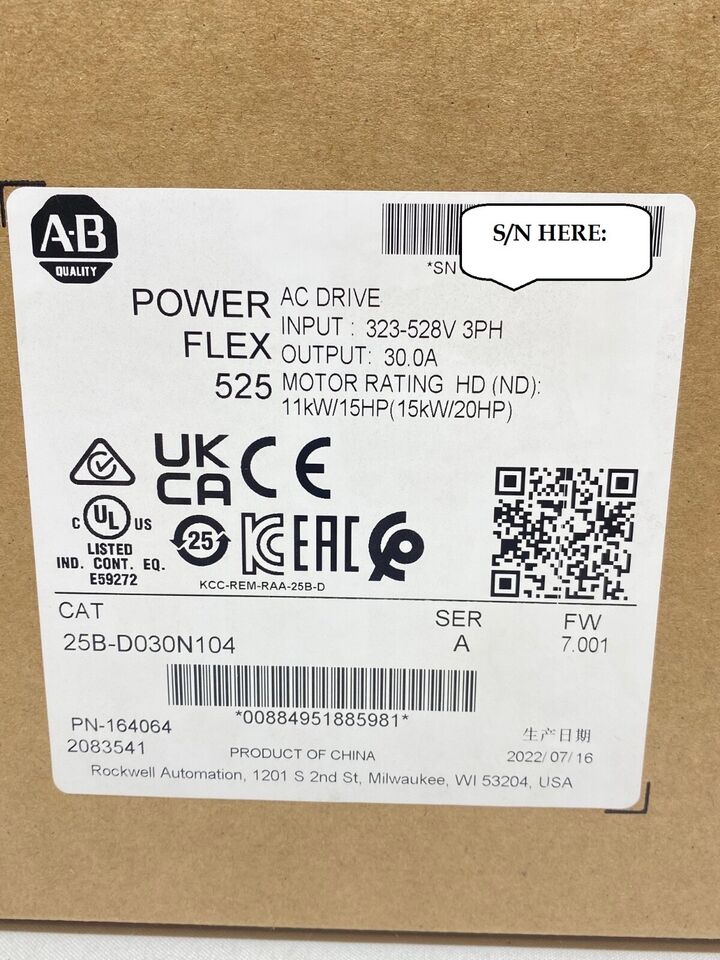 A·B
QUALITY
S/N HERE:
*SN
POWER
FLEX
525
AC DRIVE
INPUT : 323-528V 3PH
OUTPUT: 30.0A
MOTOR RATING HD (ND):
11kW/15HP(15kW/20HP)
UK
CA
CE
C UL US
LISTED
IND. CONT. EQ.
E59272
25
KC
EAC
KCC-REM-RAA-25B-D
CAT
25B-D030N104
SER
A
FW
7.001
*00884951885981*
PN-164064
2083541
PRODUCT OF CHINA
生产日期
2022/07/16
Rockwell Automation, 1201 S 2nd St, Milwaukee, WI 53204, USA